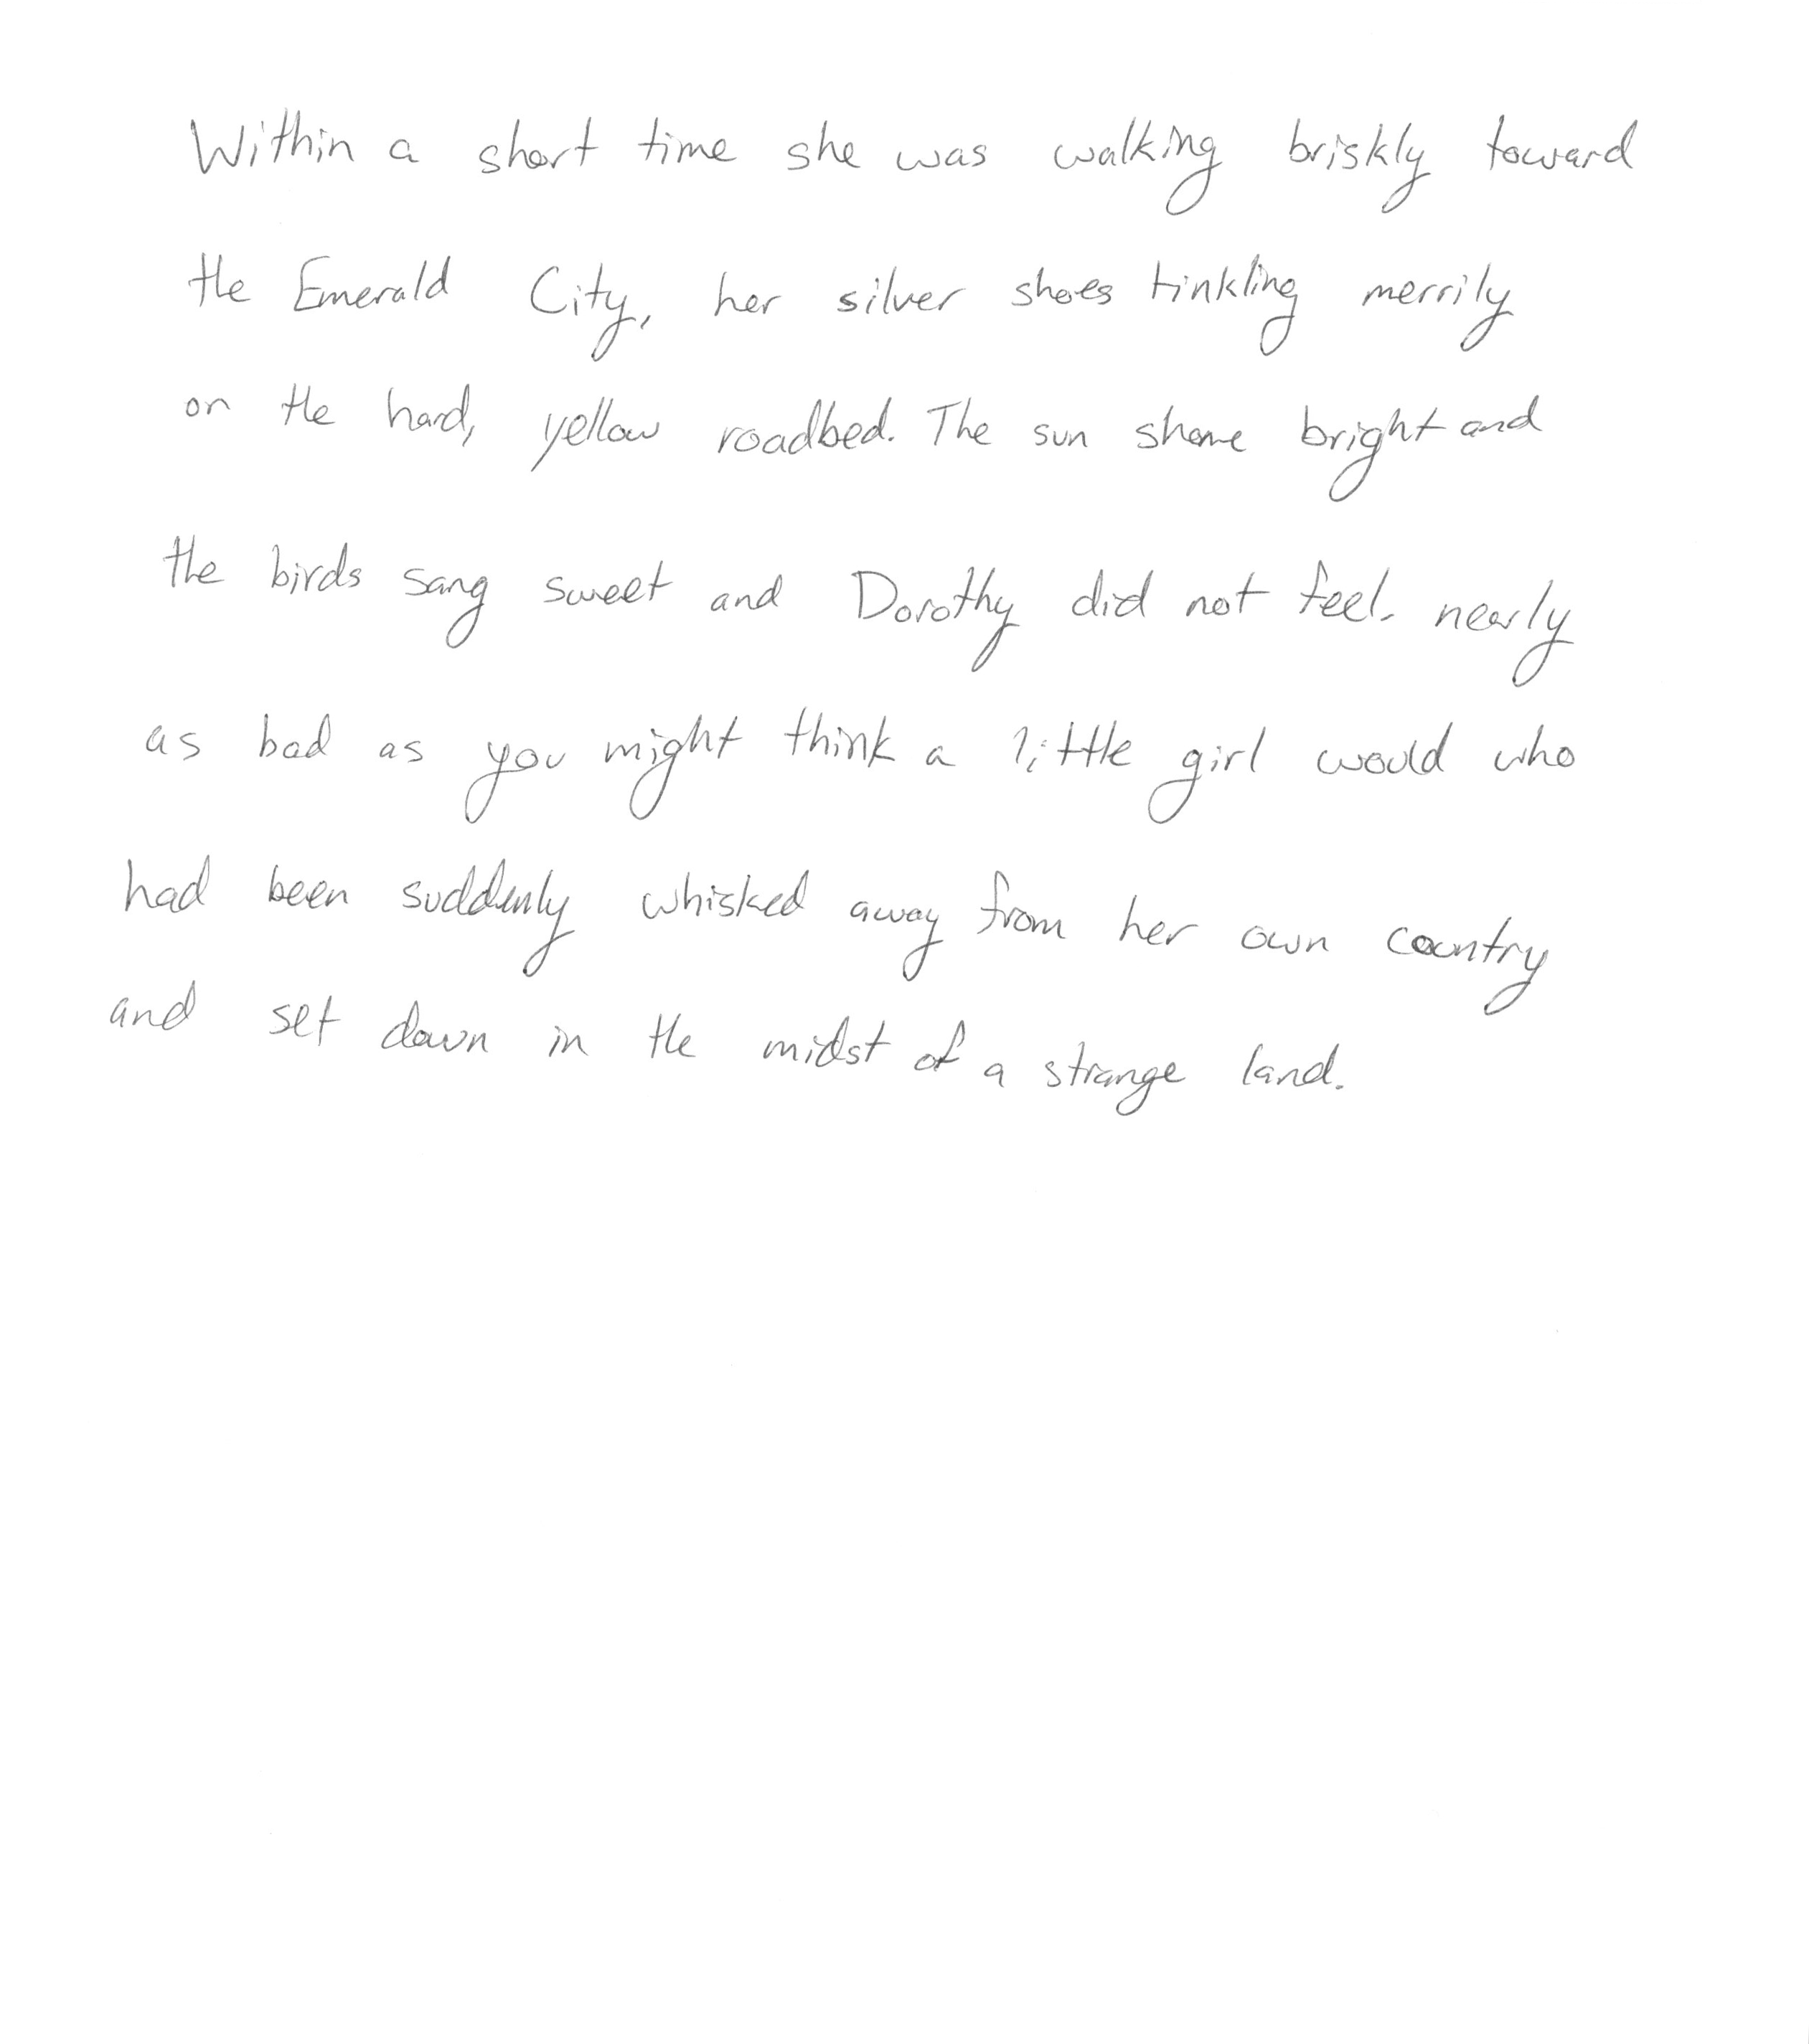 Within a short time she was walking briskly toward
the Emerald City, her silver shoes tinkling merrily
on the hard, yellow roadbed. The sun shone bright and
the birds sang sweet and Dorothy did not feel nearly
as bad as you might think a little girl would who
had been suddenly whisked away from her own country
and set down in the midst of a strange land.